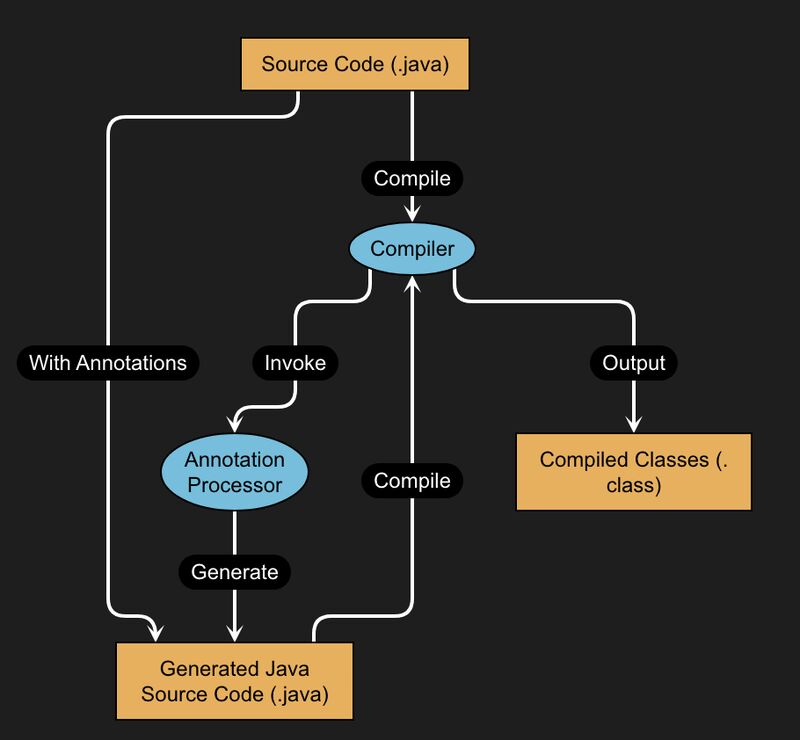 Source Code (.java)
Compile
Compiler
With Annotations
Invoke
Output
Annotation
Processor
Compiled Classes (.
class)
Compile
Generate
Generated Java
Source Code (.java)